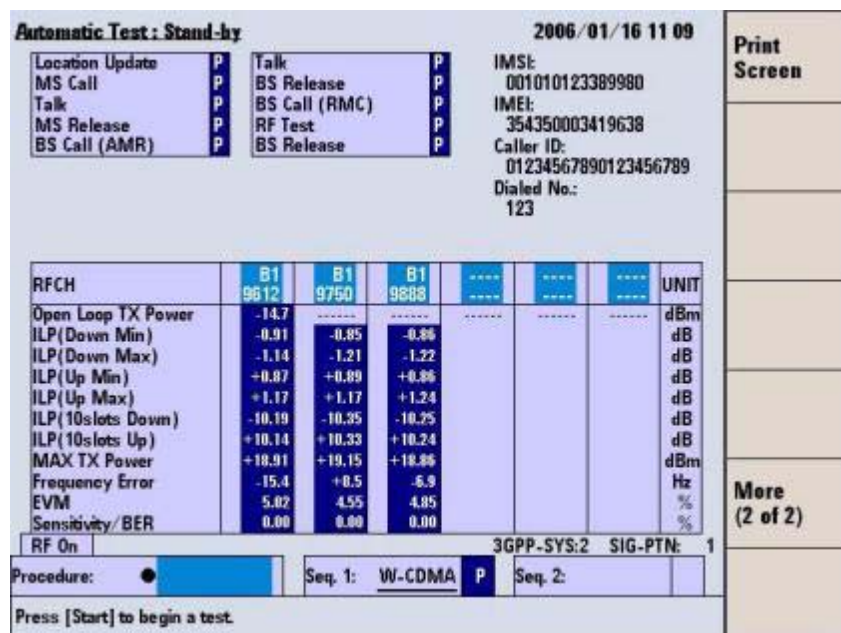 Automatic Test : Stand-by 2006/01/16 11 09
Location Update P Talk P
MS Call P BS Release P
Talk P BS Call (RMC) P
MS Release P RF Test P
BS Call (AMR) P BS Release P
IMSI:
001010123389980
IMEI:
354350003419638
Caller ID:
01234567890123456789
Dialed No.:
123
RFCH B1 9612 B1 9750 B1 9888 ---- ---- ---- ---- ---- ---- UNIT
Open Loop TX Power -14.7 ------ ------ ------ ------ ------ dBm
ILP(Down Min) -0.91 -0.85 -0.86 dB
ILP(Down Max) -1.14 -1.21 -1.22 dB
ILP(Up Min) +0.87 +0.89 +0.86 dB
ILP(Up Max) +1.17 +1.17 +1.24 dB
ILP(10slots Down) -10.19 -10.35 -10.25 dB
ILP(10slots Up) +10.14 +10.33 +10.24 dB
MAX TX Power +18.91 +19.15 +18.86 dBm
Frequency Error -15.4 +0.5 -6.9 Hz
EVM 5.02 4.55 4.85 %
Sensitivity/BER 0.00 0.00 0.00 %
RF On 3GPP-SYS:2 SIG-PTN: 1
Procedure: ● Seq. 1: W-CDMA P Seq. 2:
Press [Start] to begin a test.
Print
Screen
More
(2 of 2)